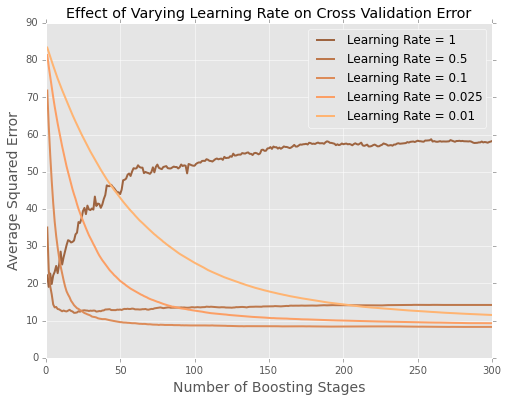 Effect of Varying Learning Rate on Cross Validation Error
90
80
70
60
50
40
30
20
10
0
Average Squared Error
Learning Rate = 1
Learning Rate = 0.5
Learning Rate = 0.1
Learning Rate = 0.025
Learning Rate = 0.01
0 50 100 150 200 250 300
Number of Boosting Stages